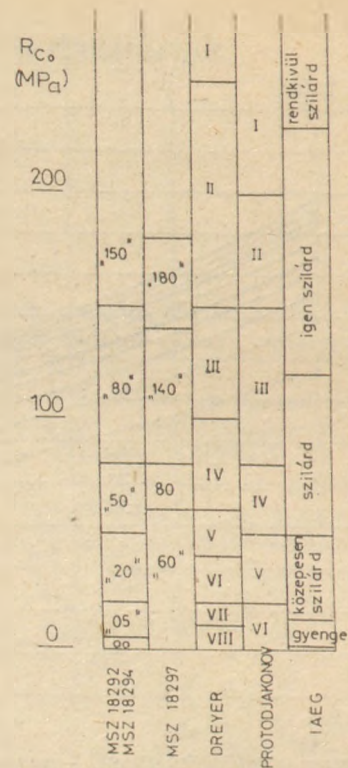 R_Co
(MPa)
200
100
0
„150"
„80"
„50"
„20"
„05"
00
„180"
„140"
80
„60"
I
II
III
IV
V
VI
VII
VIII
I
II
III
IV
V
VI
rendkívül
szilárd
igen szilárd
szilárd
közepesen
szilárd
gyenge
MSZ 18292
MSZ 18294
MSZ 18297
DREYER
PROTODJAKONOV
IAEG